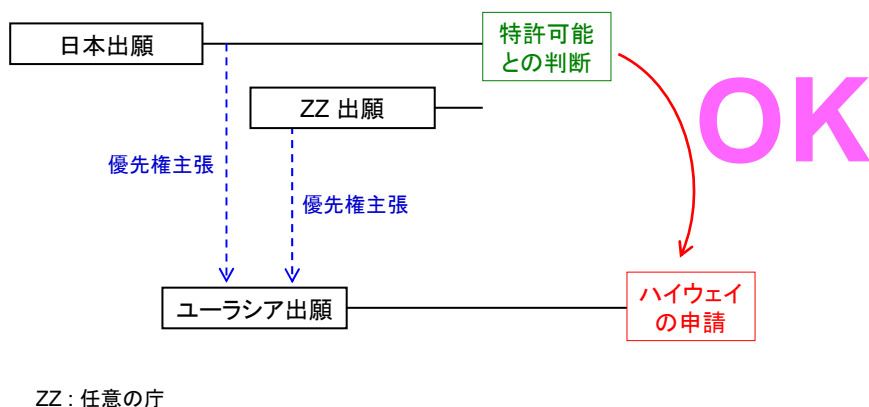 日本出願
特許可能
との判断
OK
ZZ 出願
優先権主張
優先権主張
ユーラシア出願
ハイウェイ
の申請
ZZ : 任意の庁